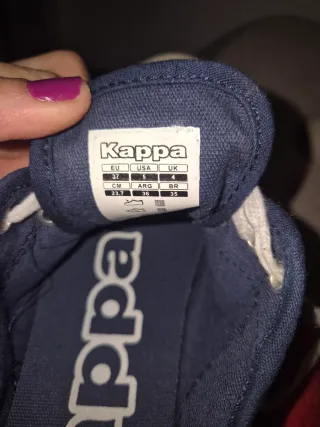 Kappa
EU USA UK
37 5 4
CM ARG BR
23,7 36 35
Kappa